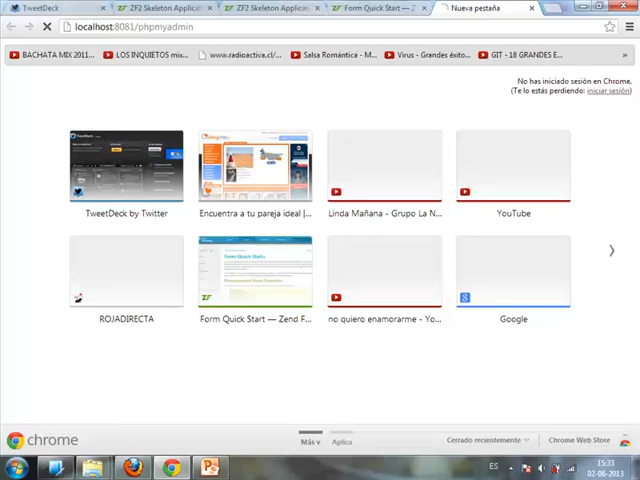 TweetDeck
ZF2 Skeleton Applicat
ZF2 Skeleton Applicat
Form Quick Start — Z
Nueva pestaña
localhost:8081/phpmyadmin
BACHATA MIX 2011...
LOS INQUIETOS mix...
www.radioactiva.cl/...
Salsa Romántica - M...
Virus - Grandes éxito...
GIT - 18 GRANDES E...
»
No has iniciado sesión en Chrome.
(Te lo estás perdiendo: iniciar sesión)
TweetDeck by Twitter
Encuentra a tu pareja ideal |...
Linda Mañana - Grupo La N...
YouTube
Form Quick Start
ROJADIRECTA
Form Quick Start — Zend F...
no quiero enamorarme - Yo...
Google
chrome
Más v
Aplica
Cerrado recientemente
Chrome Web Store
ES
15:33
02-06-2013